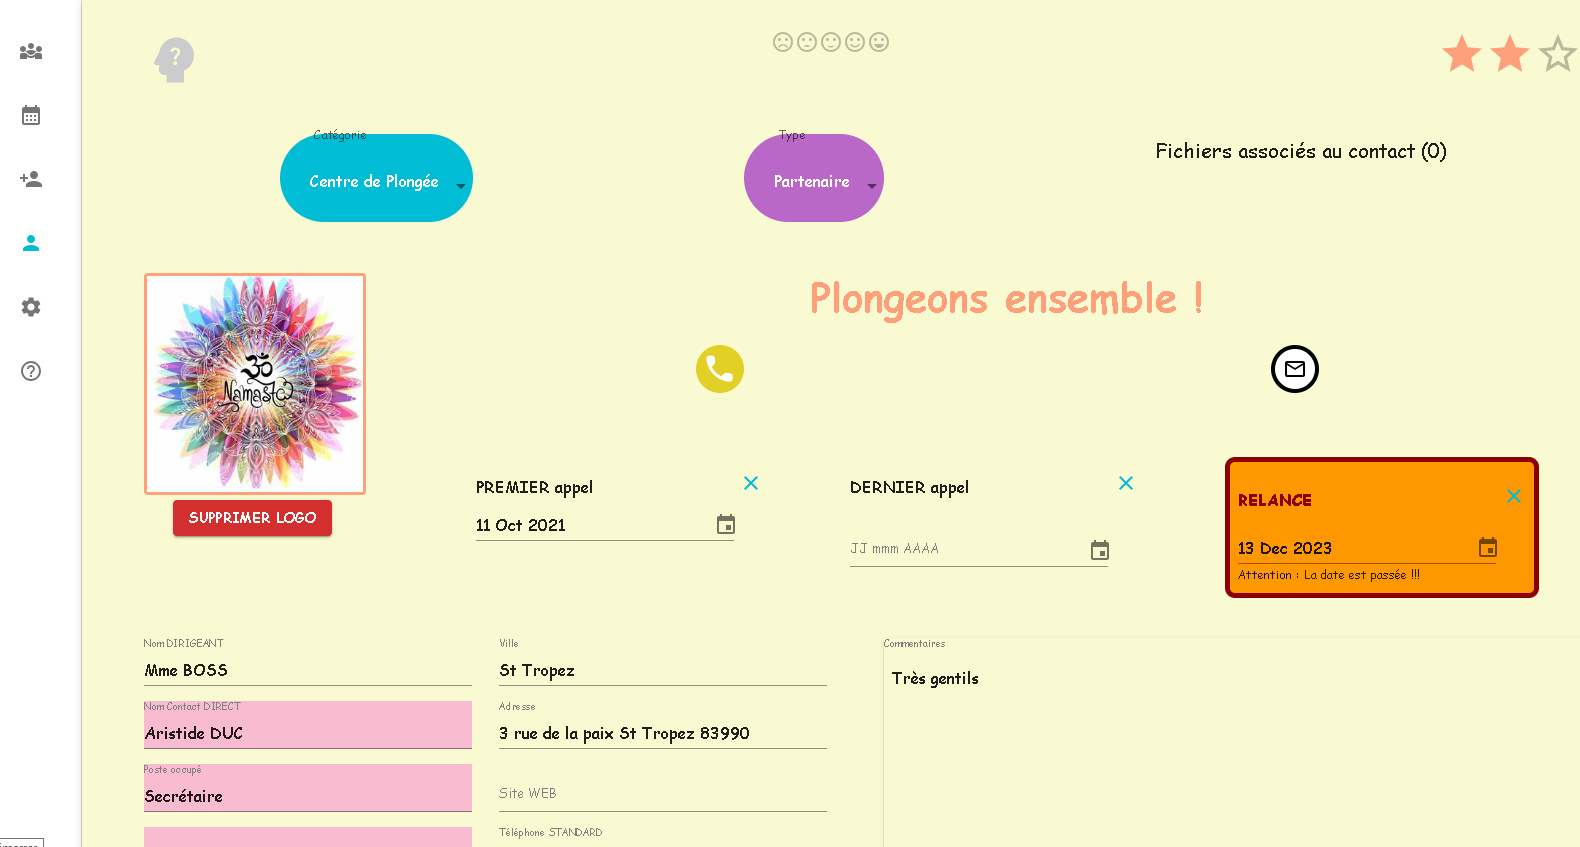 Catégorie
Centre de Plongée
Type
Partenaire
Fichiers associés au contact (0)
Plongeons ensemble !
ॐ
Namaste
SUPPRIMER LOGO
PREMIER appel
11 Oct 2021
DERNIER appel
JJ mmm AAAA
RELANCE
13 Dec 2023
Attention : La date est passée !!!
Nom DIRIGEANT
Mme BOSS
Nom Contact DIRECT
Aristide DUC
Poste occupé
Secrétaire
Ville
St Tropez
Adresse
3 rue de la paix St Tropez 83990
Site WEB
Téléphone STANDARD
Commentaires
Très gentils